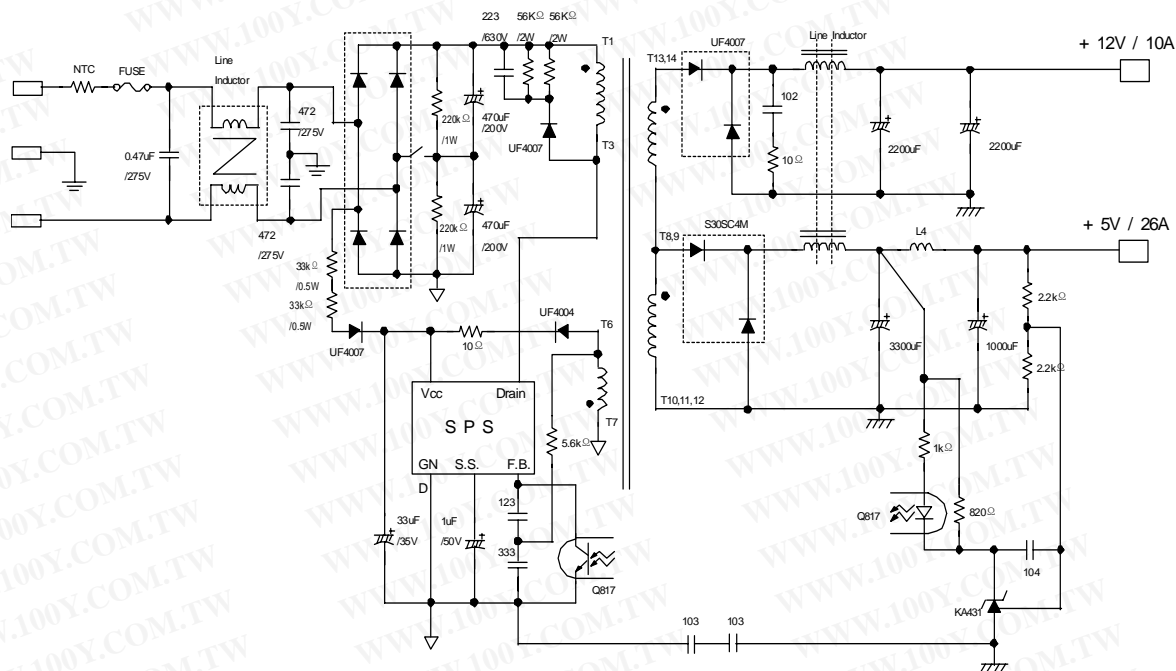 223 56KΩ 56KΩ
/630V /2W /2W
T1
UF4007
Line Inductor
+ 12V / 10A
T13,14
NTC
FUSE
Line
Inductor
472
/275V
0.47uF
/275V
220kΩ
/1W
470uF
/200V
UF4007
T3
102
10Ω
2200uF
2200uF
472
/275V
220kΩ
/1W
470uF
/200V
S30SC4M
T8,9
L4
+ 5V / 26A
33kΩ
/0.5W
33kΩ
/0.5W
UF4007
10Ω
UF4004
T6
T7
3300uF
1000uF
2.2kΩ
2.2kΩ
T10,11,12
Vcc Drain
S P S
GN S.S. F.B.
D
5.6kΩ
1kΩ
Q817
820Ω
33uF
/35V
1uF
/50V
123
333
Q817
104
KA431
103 103
WWW.100Y.COM.TW